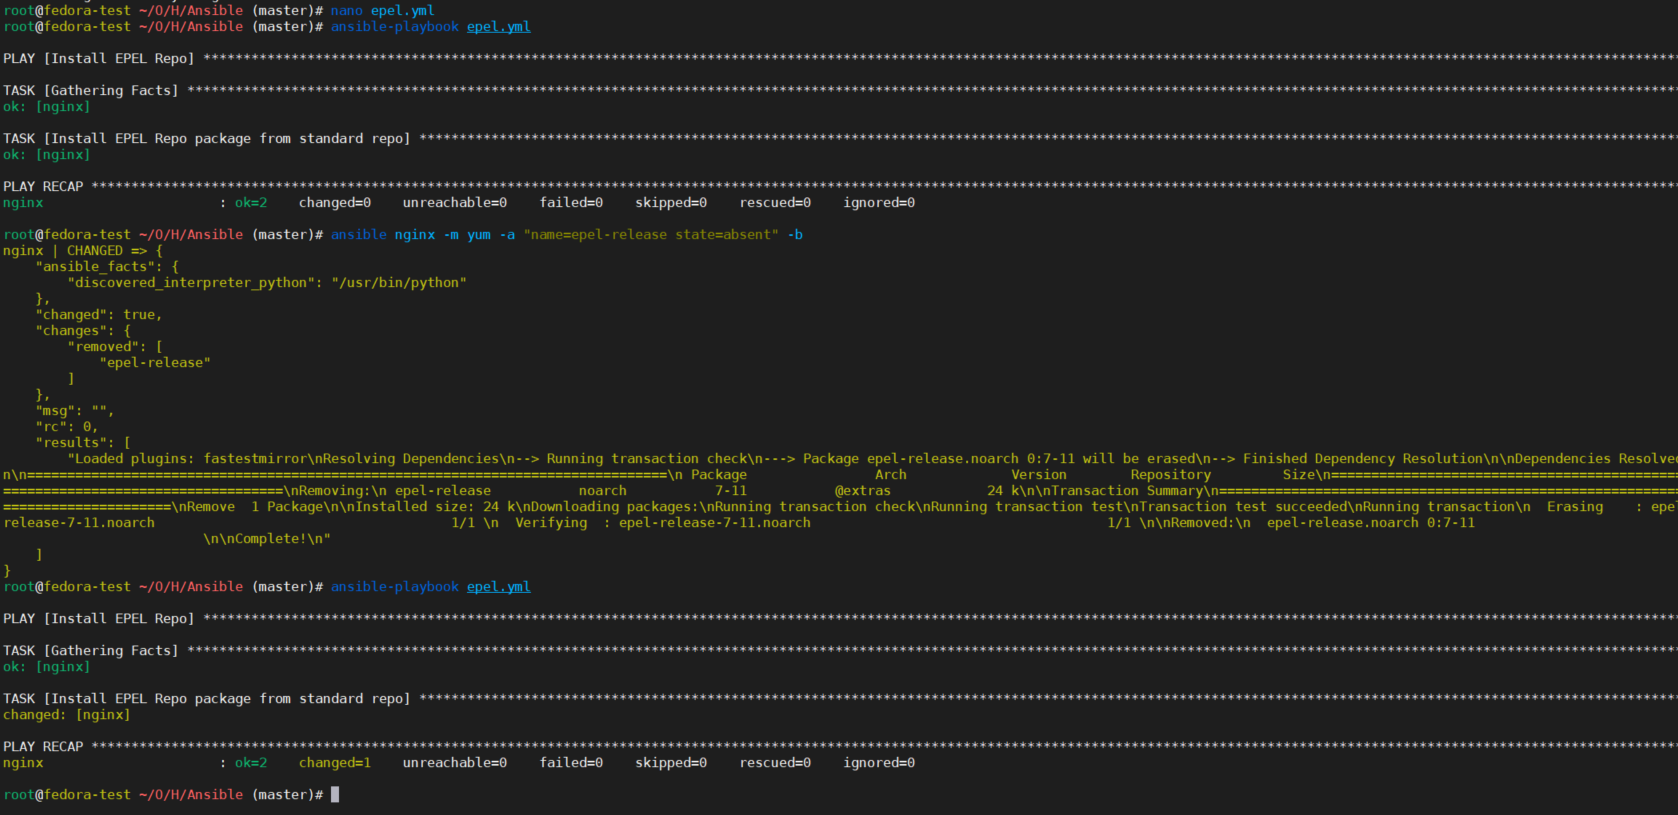 root@fedora-test ~/O/H/Ansible (master)# nano epel.yml
root@fedora-test ~/O/H/Ansible (master)# ansible-playbook epel.yml
PLAY [Install EPEL Repo] ****************************************************************************************************************************************************************************************
TASK [Gathering Facts] ******************************************************************************************************************************************************************************************
ok: [nginx]
TASK [Install EPEL Repo package from standard repo] *************************************************************************************************************************************************************
ok: [nginx]
PLAY RECAP ******************************************************************************************************************************************************************************************************
nginx                      : ok=2    changed=0    unreachable=0    failed=0    skipped=0    rescued=0    ignored=0
root@fedora-test ~/O/H/Ansible (master)# ansible nginx -m yum -a "name=epel-release state=absent" -b
nginx | CHANGED => {
    "ansible_facts": {
        "discovered_interpreter_python": "/usr/bin/python"
    },
    "changed": true,
    "changes": {
        "removed": [
            "epel-release"
        ]
    },
    "msg": "",
    "rc": 0,
    "results": [
        "Loaded plugins: fastestmirror\nResolving Dependencies\n--> Running transaction check\n---> Package epel-release.noarch 0:7-11 will be erased\n--> Finished Dependency Resolution\n\nDependencies Resolved
n\n================================================================================\n Package                        Arch             Version        Repository         Size\n===========================================
===================================\nRemoving:\n epel-release           noarch           7-11           @extras           24 k\n\nTransaction Summary\n=========================================================
=====================\nRemove  1 Package\n\nInstalled size: 24 k\nDownloading packages:\nRunning transaction check\nRunning transaction test\nTransaction test succeeded\nRunning transaction\n  Erasing    : epel
release-7-11.noarch                                     1/1 \n  Verifying  : epel-release-7-11.noarch                                     1/1 \n\nRemoved:\n  epel-release.noarch 0:7-11
                         \n\nComplete!\n"
    ]
}
root@fedora-test ~/O/H/Ansible (master)# ansible-playbook epel.yml
PLAY [Install EPEL Repo] ****************************************************************************************************************************************************************************************
TASK [Gathering Facts] ******************************************************************************************************************************************************************************************
ok: [nginx]
TASK [Install EPEL Repo package from standard repo] *************************************************************************************************************************************************************
changed: [nginx]
PLAY RECAP ******************************************************************************************************************************************************************************************************
nginx                      : ok=2    changed=1    unreachable=0    failed=0    skipped=0    rescued=0    ignored=0
root@fedora-test ~/O/H/Ansible (master)#